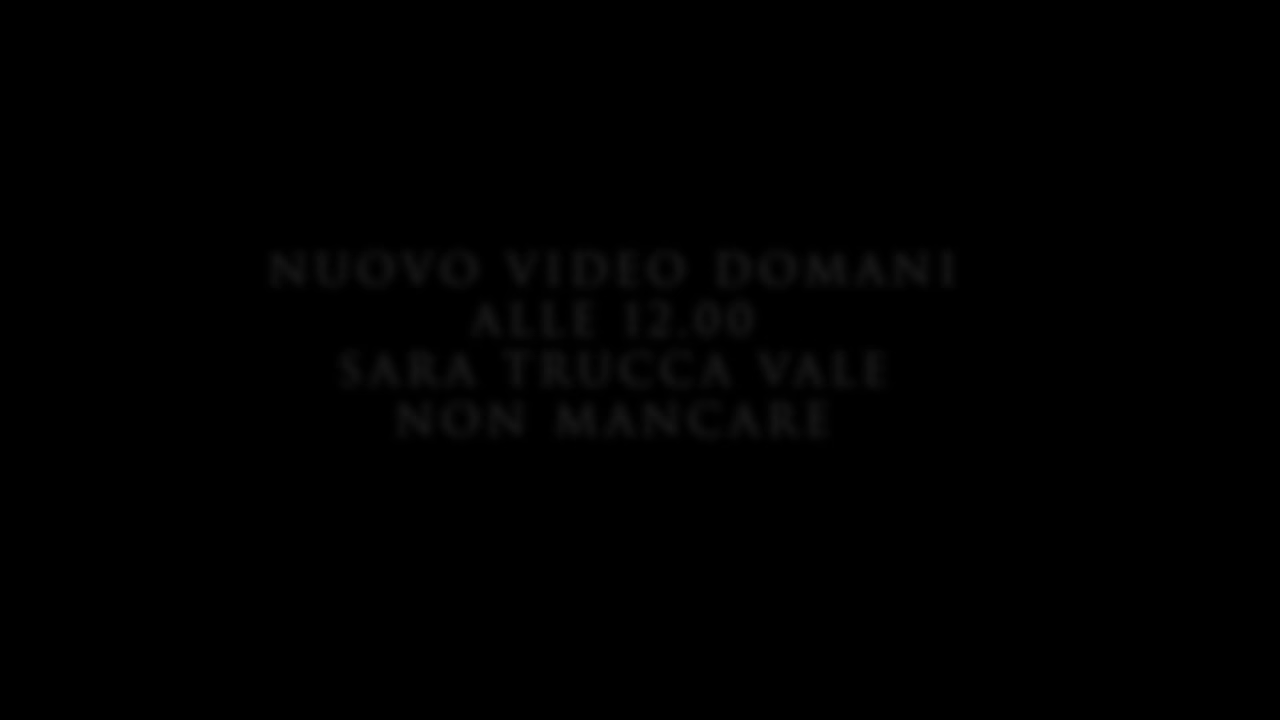 NUOVO VIDEO DOMANI
ALLE 12.00
SARA TRUCCA VALE
NON MANCARE